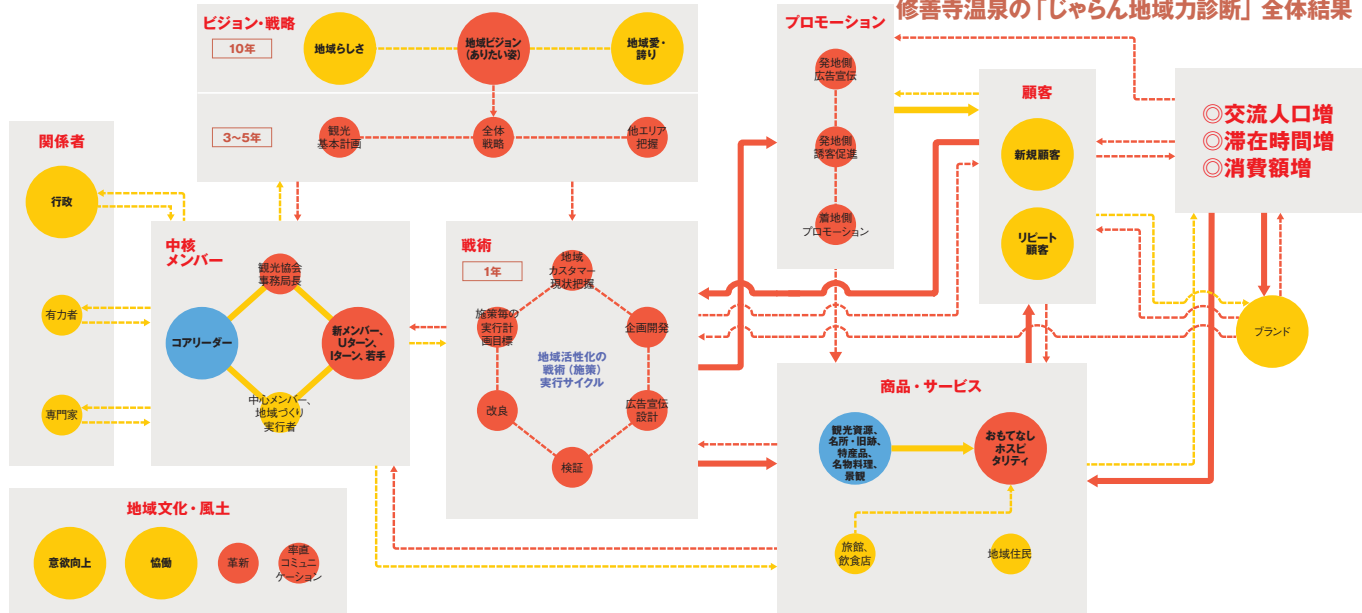 修善寺温泉の「じゃらん地域力診断」全体結果
ビジョン・戦略
10年
地域らしさ
地域ビジョン
（ありたい姿）
地域愛・
誇り
3〜5年
観光
基本計画
全体
戦略
他エリア
把握
プロモーション
発地側
広告宣伝
発地側
誘客促進
着地側
プロモーション
顧客
新規顧客
リピート
顧客
◎交流人口増
◎滞在時間増
◎消費額増
ブランド
関係者
行政
有力者
専門家
中核
メンバー
観光協会
事務局長
コアリーダー
新メンバー、
Uターン、
Iターン、若手
中心メンバー、
地域づくり
実行者
戦術
1年
地域
カスタマー
現状把握
施策毎の
実行計
画目標
企画開発
地域活性化の
戦術（施策）
実行サイクル
改良
広告宣伝
設計
検証
商品・サービス
観光資源、
名所・旧跡、
特産品、
名物料理、
景観
おもてなし
ホスピ
タリティ
旅館、
飲食店
地域住民
地域文化・風土
意欲向上
協働
革新
率直
コミュニ
ケーション